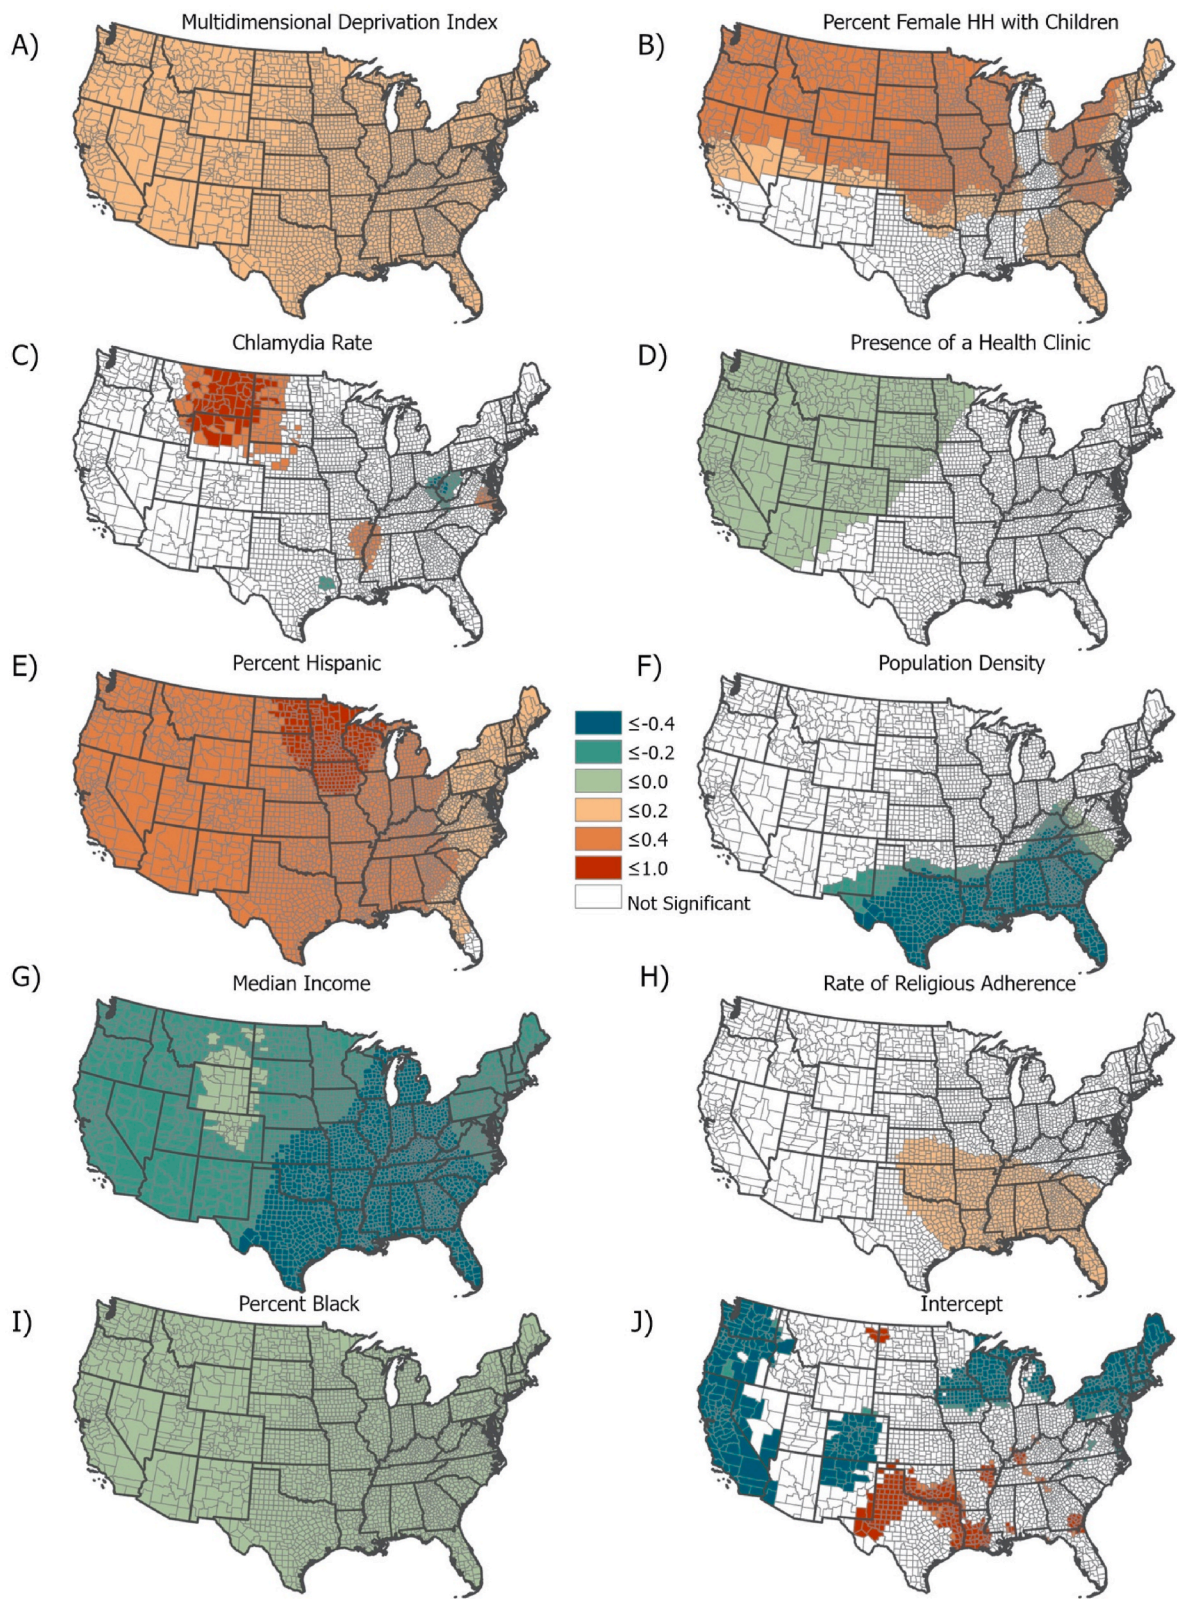 Multidimensional Deprivation Index
A)
Percent Female HH with Children
B)
Chlamydia Rate
C)
Presence of a Health Clinic
D)
Percent Hispanic
E)
Population Density
F)
≤-0.4
≤-0.2
≤0.0
≤0.2
≤0.4
≤1.0
Not Significant
Median Income
G)
Rate of Religious Adherence
H)
Percent Black
I)
Intercept
J)